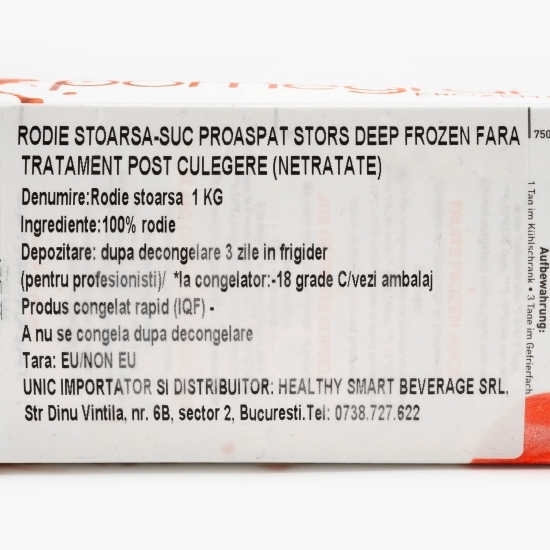 RODIE STOARSA-SUC PROASPAT STORS DEEP FROZEN FARA
TRATAMENT POST CULEGERE (NETRATATE)
Denumire:Rodie stoarsa 1 KG
Ingrediente:100% rodie
Depozitare: dupa decongelare 3 zile in frigider
(pentru profesionisti)/ *la congelator:-18 grade C/vezi ambalaj
Produs congelat rapid (IQF) -
A nu se congela dupa decongelare
Tara: EU/NON EU
UNIC IMPORTATOR SI DISTRIBUITOR: HEALTHY SMART BEVERAGE SRL,
Str Dinu Vintila, nr. 6B, sector 2, Bucuresti.Tel: 0738.727.622
750
Aufbewahrung:
1 Tag im Kühlschrank • 3 Tage im Gefrierfach